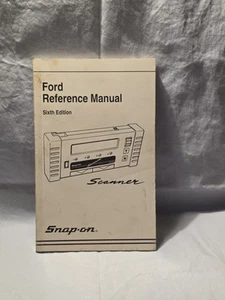 Ford
Reference Manual
Sixth Edition
Scanner
Snap-on